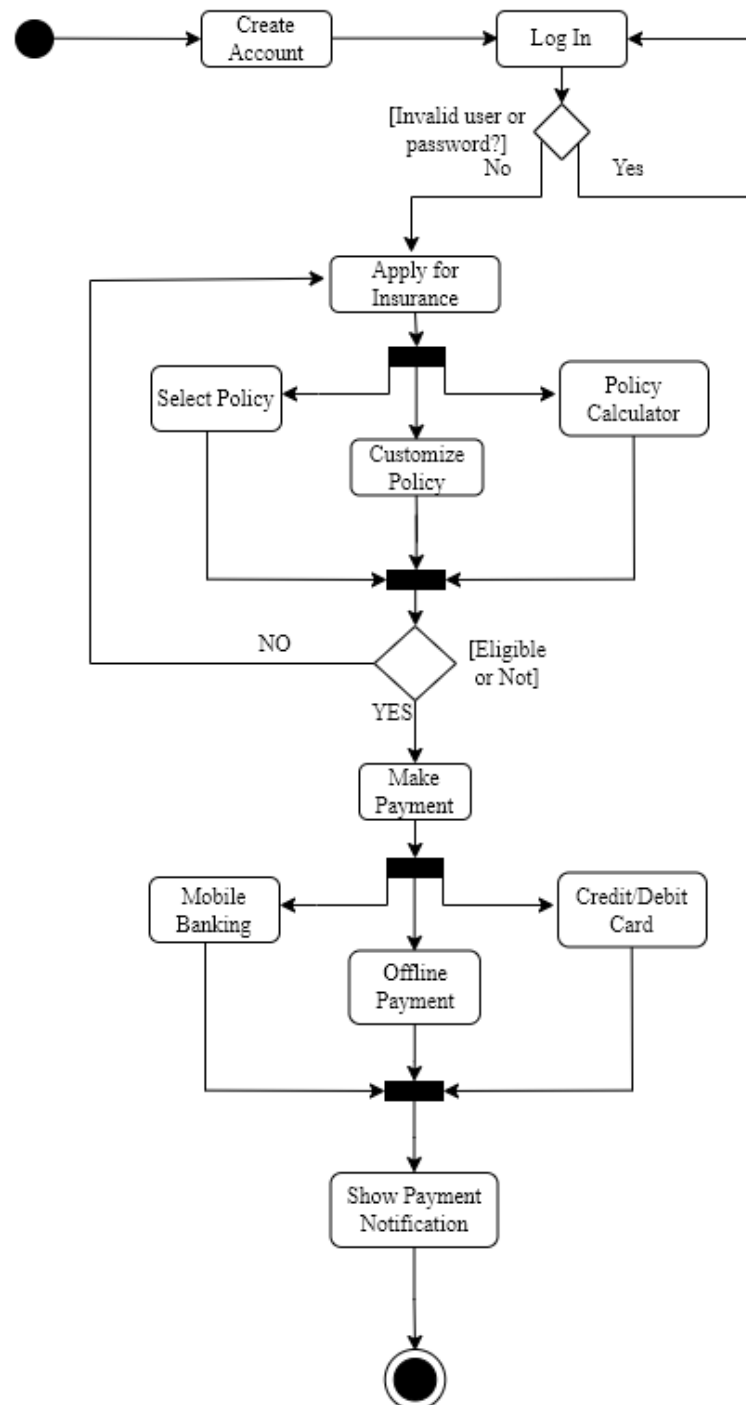 Create
Account
Log In
[Invalid user or
password?]
No
Yes
Apply for
Insurance
Select Policy
Policy
Calculator
Customize
Policy
NO
[Eligible
or Not]
YES
Make
Payment
Mobile
Banking
Credit/Debit
Card
Offline
Payment
Show Payment
Notification